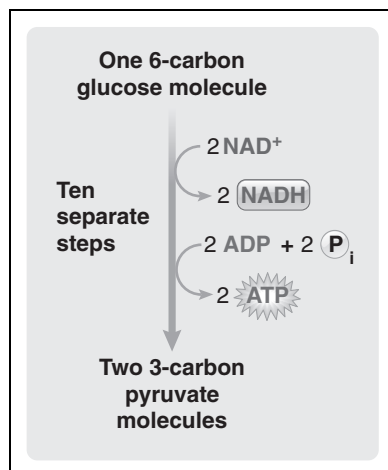 One 6-carbon
glucose molecule
2 NAD⁺
Ten
separate
steps
2 NADH
2 ADP + 2 Pᵢ
2 ATP
Two 3-carbon
pyruvate
molecules